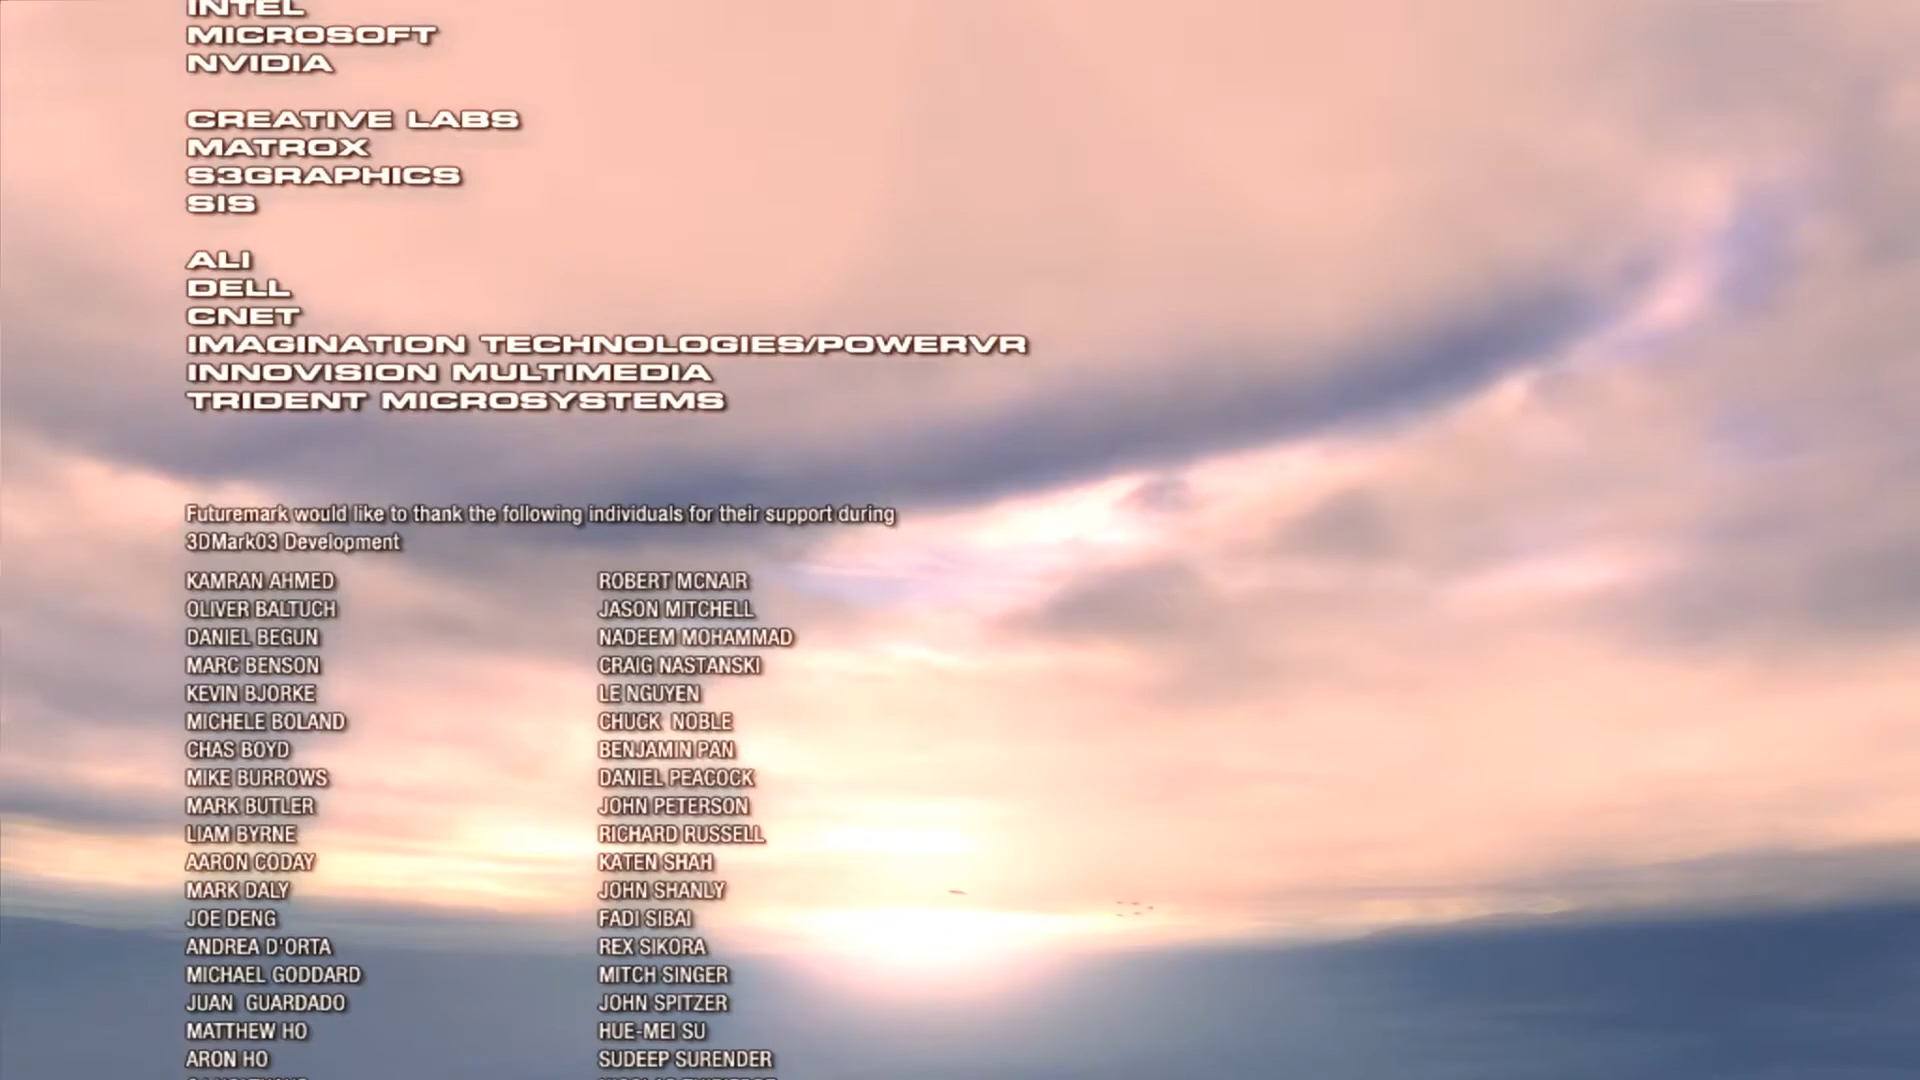 INTEL
MICROSOFT
NVIDIA
CREATIVE LABS
MATROX
S3GRAPHICS
SIS
ALI
DELL
CNET
IMAGINATION TECHNOLOGIES/POWERVR
INNOVISION MULTIMEDIA
TRIDENT MICROSYSTEMS
Futuremark would like to thank the following individuals for their support during
3DMark03 Development
KAMRAN AHMED
OLIVER BALTUCH
DANIEL BEGUN
MARC BENSON
KEVIN BJORKE
MICHELE BOLAND
CHAS BOYD
MIKE BURROWS
MARK BUTLER
LIAM BYRNE
AARON CODAY
MARK DALY
JOE DENG
ANDREA D'ORTA
MICHAEL GODDARD
JUAN  GUARDADO
MATTHEW HO
ARON HO
ROBERT MCNAIR
JASON MITCHELL
NADEEM MOHAMMAD
CRAIG NASTANSKI
LE NGUYEN
CHUCK  NOBLE
BENJAMIN PAN
DANIEL PEACOCK
JOHN PETERSON
RICHARD RUSSELL
KATEN SHAH
JOHN SHANLY
FADI SIBAI
REX SIKORA
MITCH SINGER
JOHN SPITZER
HUE-MEI SU
SUDEEP SURENDER